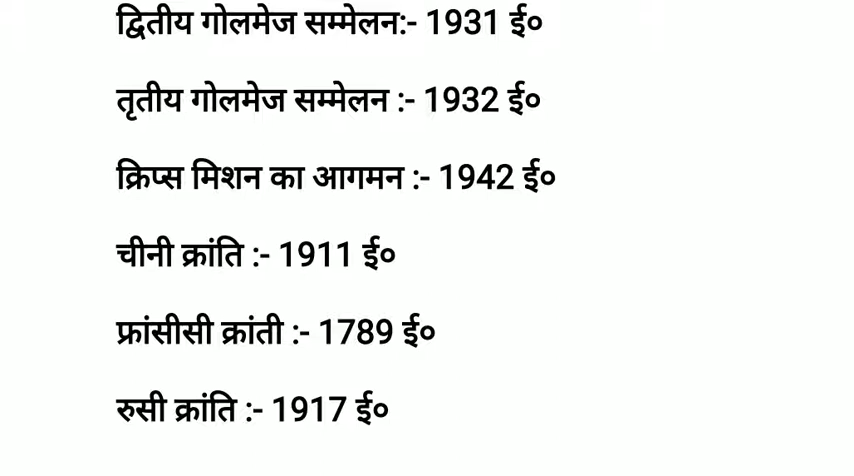 द्वितीय गोलमेज सम्मेलन:- 1931 ई०
तृतीय गोलमेज सम्मेलन :- 1932 ई०
क्रिप्स मिशन का आगमन :- 1942 ई०
चीनी क्रांति :- 1911 ई०
फ्रांसीसी क्रांती :- 1789 ई०
रुसी क्रांति :- 1917 ई०